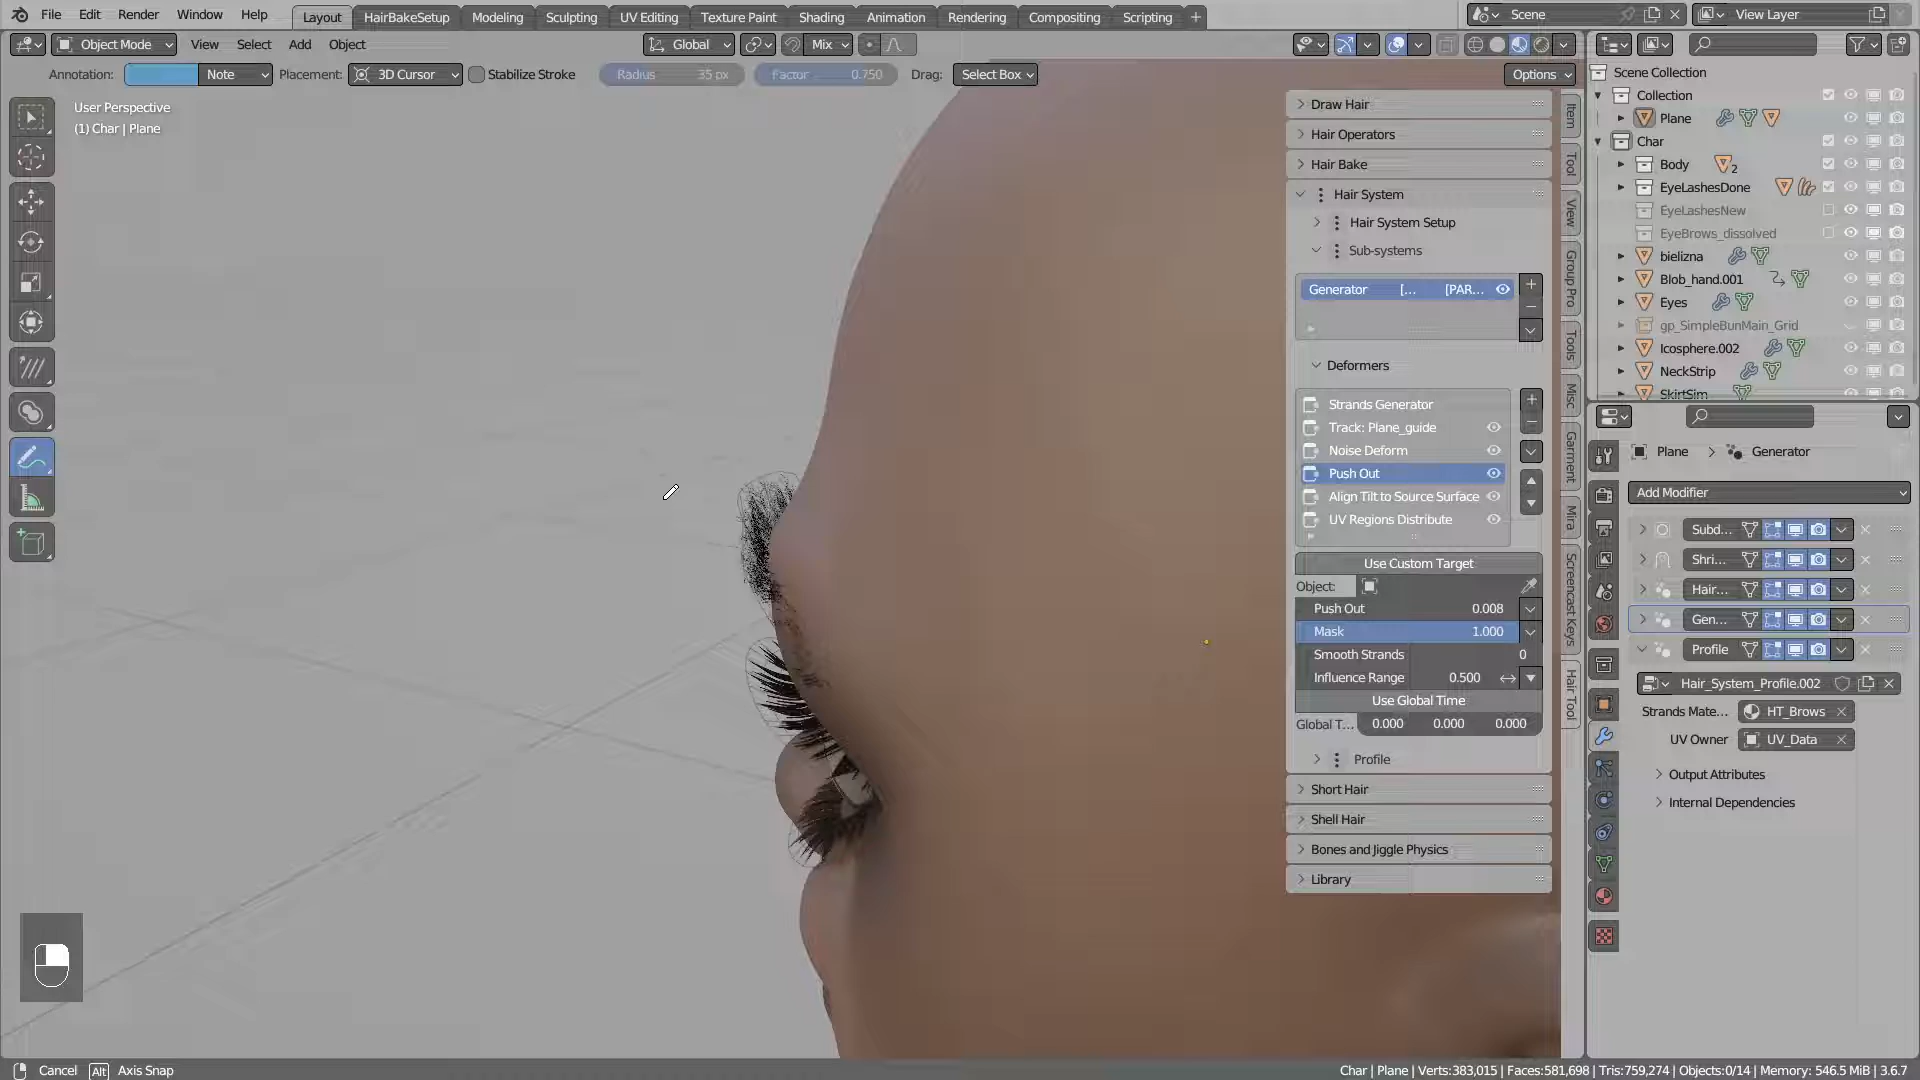 File Edit Render Window Help Layout HairBakeSetup Modeling Sculpting UV Editing Texture Paint Shading Animation Rendering Compositing Scripting + Scene View Layer
Object Mode View Select Add Object Global Mix
Annotation: Note Placement: 3D Cursor Stabilize Stroke Radius 35 px Factor 0.750 Drag: Select Box Options
User Perspective
(1) Char | Plane
Draw Hair
Hair Operators
Hair Bake
Hair System
Hair System Setup
Sub-systems
Generator [... [PAR...
Deformers
Strands Generator
Track: Plane_guide
Noise Deform
Push Out
Align Tilt to Source Surface
UV Regions Distribute
Use Custom Target
Object:
Push Out 0.008
Mask 1.000
Smooth Strands 0
Influence Range 0.500
Use Global Time
Global T... 0.000 0.000 0.000
Profile
Short Hair
Shell Hair
Bones and Jiggle Physics
Library
Item
Tool
View
Group Pro
Tools
Misc
Garment
Mira
Screencast Keys
Hair Tool
Scene Collection
Collection
Plane
Char
Body 2
EyeLashesDone
EyeLashesNew
EyeBrows_dissolved
bielizna
Blob_hand.001
Eyes
gp_SimpleBunMain_Grid
Icosphere.002
NeckStrip
SkirtSim
Plane > Generator
Add Modifier
Subd...
Shri...
Hair...
Gen...
Profile
Hair_System_Profile.002
Strands Mate... HT_Brows
UV Owner UV_Data
Output Attributes
Internal Dependencies
Cancel Alt Axis Snap Char | Plane | Verts:383,015 | Faces:581,698 | Tris:759,274 | Objects:0/14 | Memory: 546.5 MiB | 3.6.7